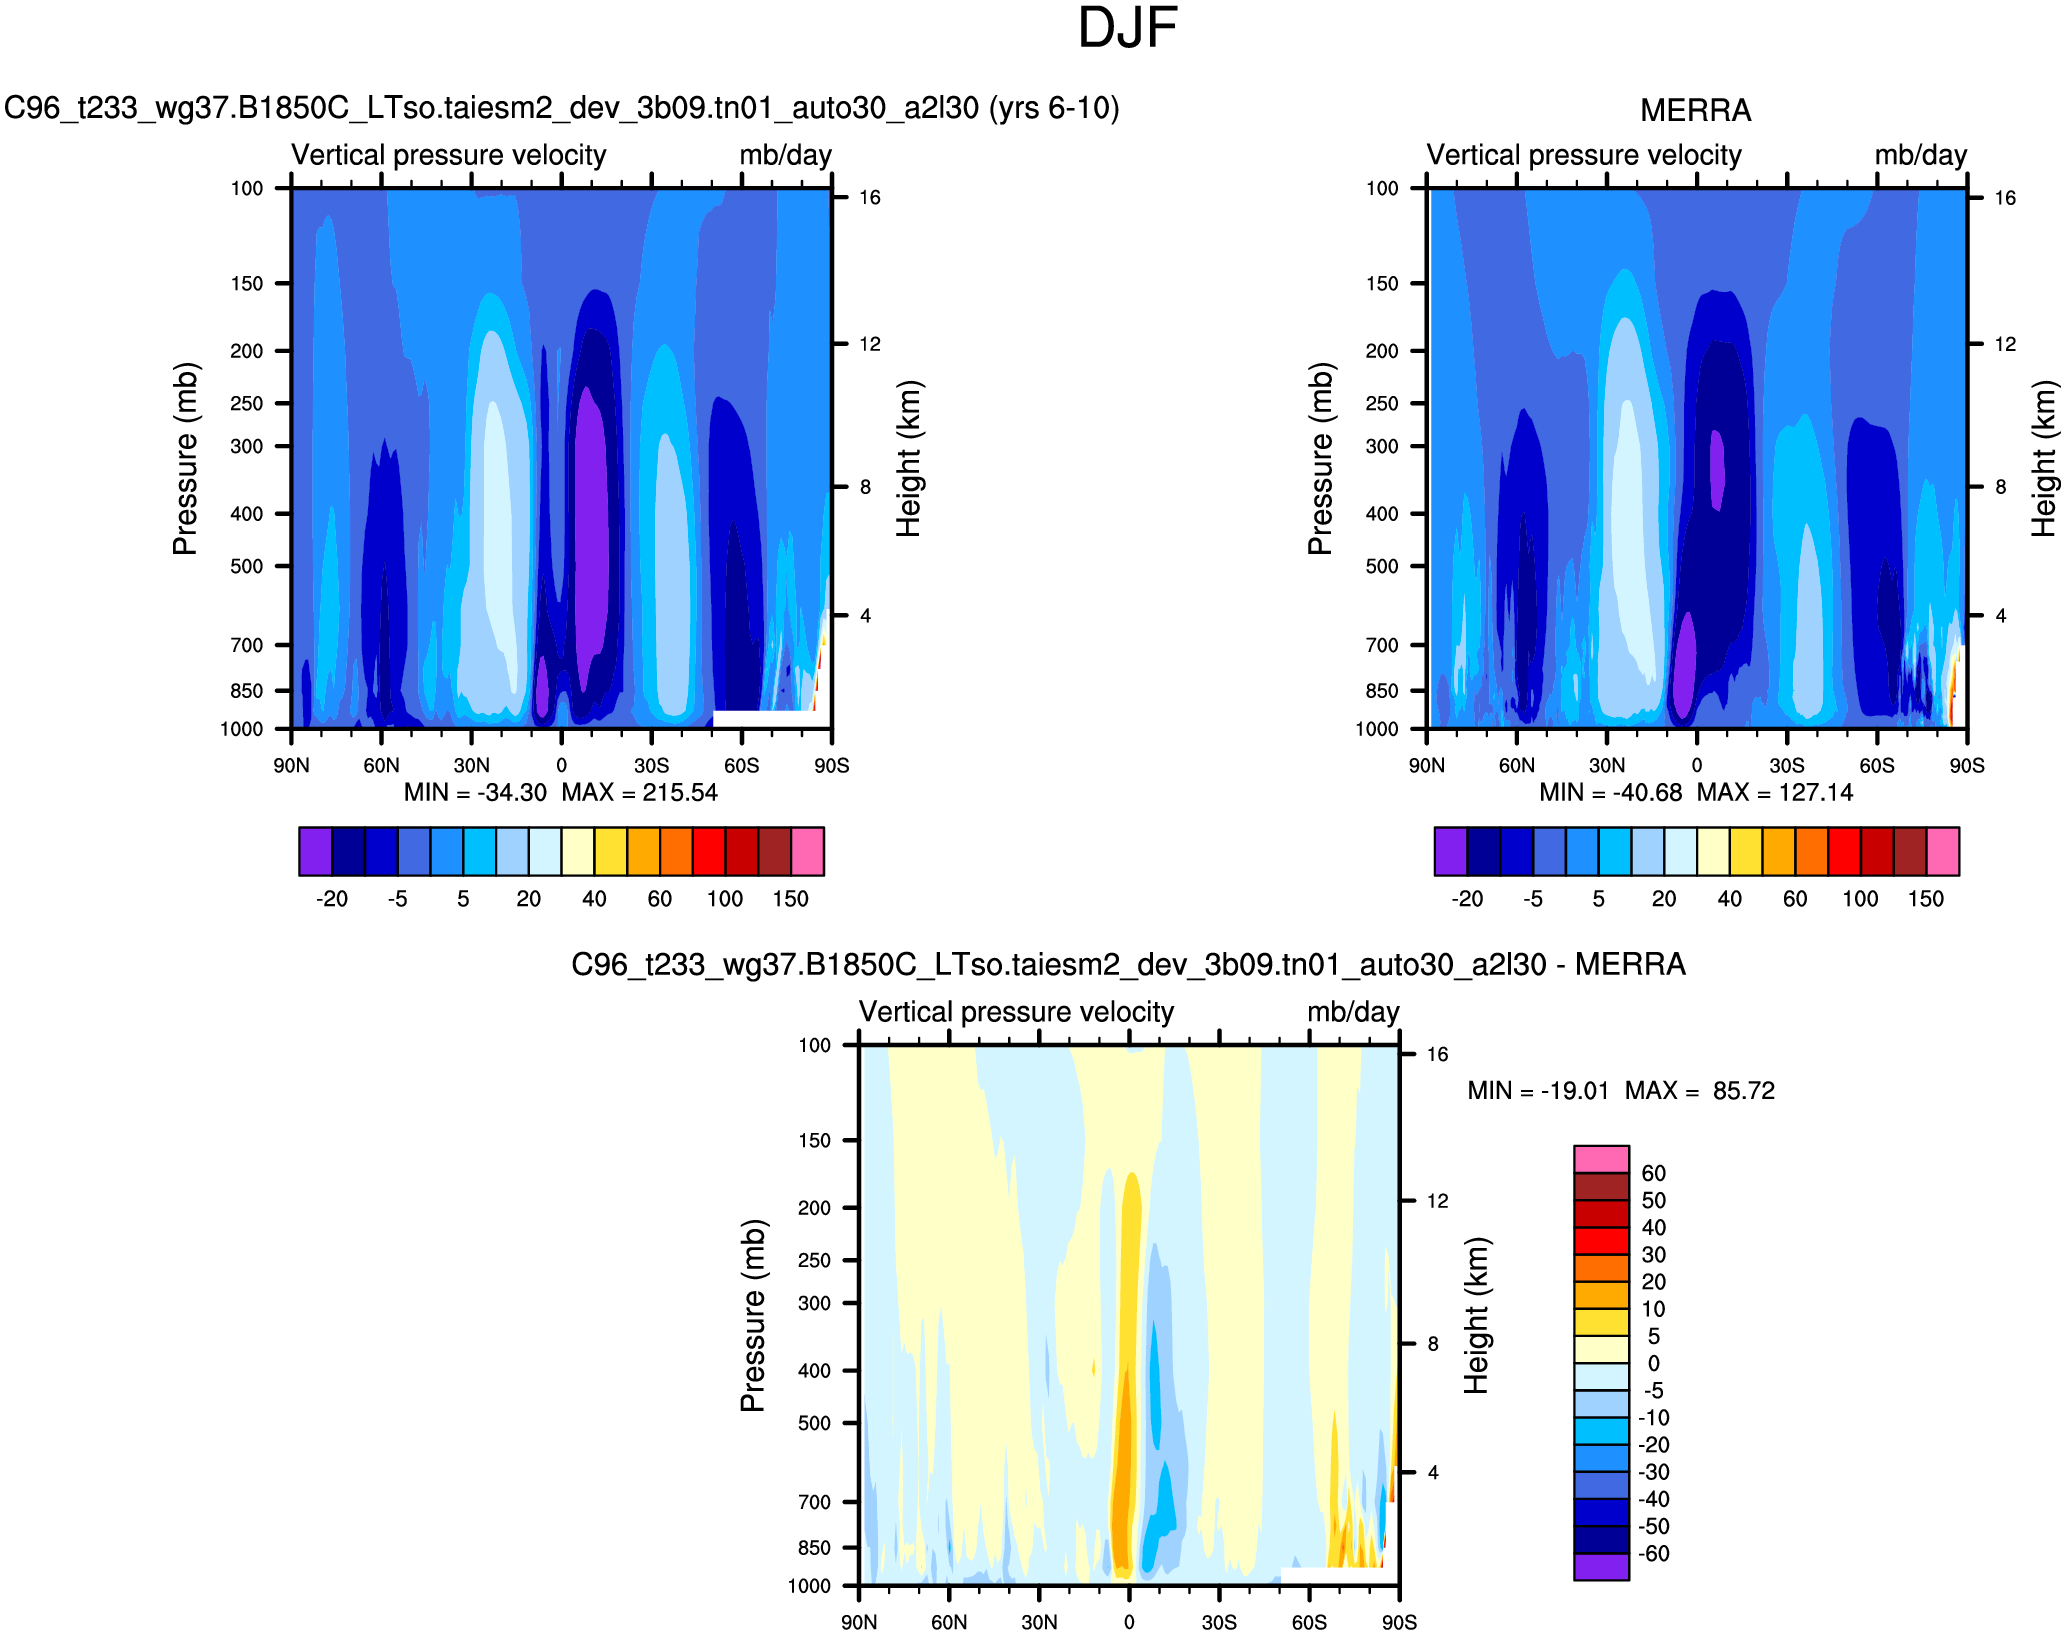 DJF
C96_t233_wg37.B1850C_LTso.taiesm2_dev_3b09.tn01_auto30_a2l30 (yrs 6-10)
Vertical pressure velocity mb/day
Pressure (mb)
100
150
200
250
300
400
500
700
850
1000
16
12
8
4
Height (km)
90N 60N 30N 0 30S 60S 90S
MIN = -34.30 MAX = 215.54
-20 -5 5 20 40 60 100 150
MERRA
Vertical pressure velocity mb/day
Pressure (mb)
100
150
200
250
300
400
500
700
850
1000
16
12
8
4
Height (km)
90N 60N 30N 0 30S 60S 90S
MIN = -40.68 MAX = 127.14
-20 -5 5 20 40 60 100 150
C96_t233_wg37.B1850C_LTso.taiesm2_dev_3b09.tn01_auto30_a2l30 - MERRA
Vertical pressure velocity mb/day
Pressure (mb)
100
150
200
250
300
400
500
700
850
1000
16
12
8
4
Height (km)
90N 60N 30N 0 30S 60S 90S
MIN = -19.01 MAX = 85.72
60
50
40
30
20
10
5
0
-5
-10
-20
-30
-40
-50
-60